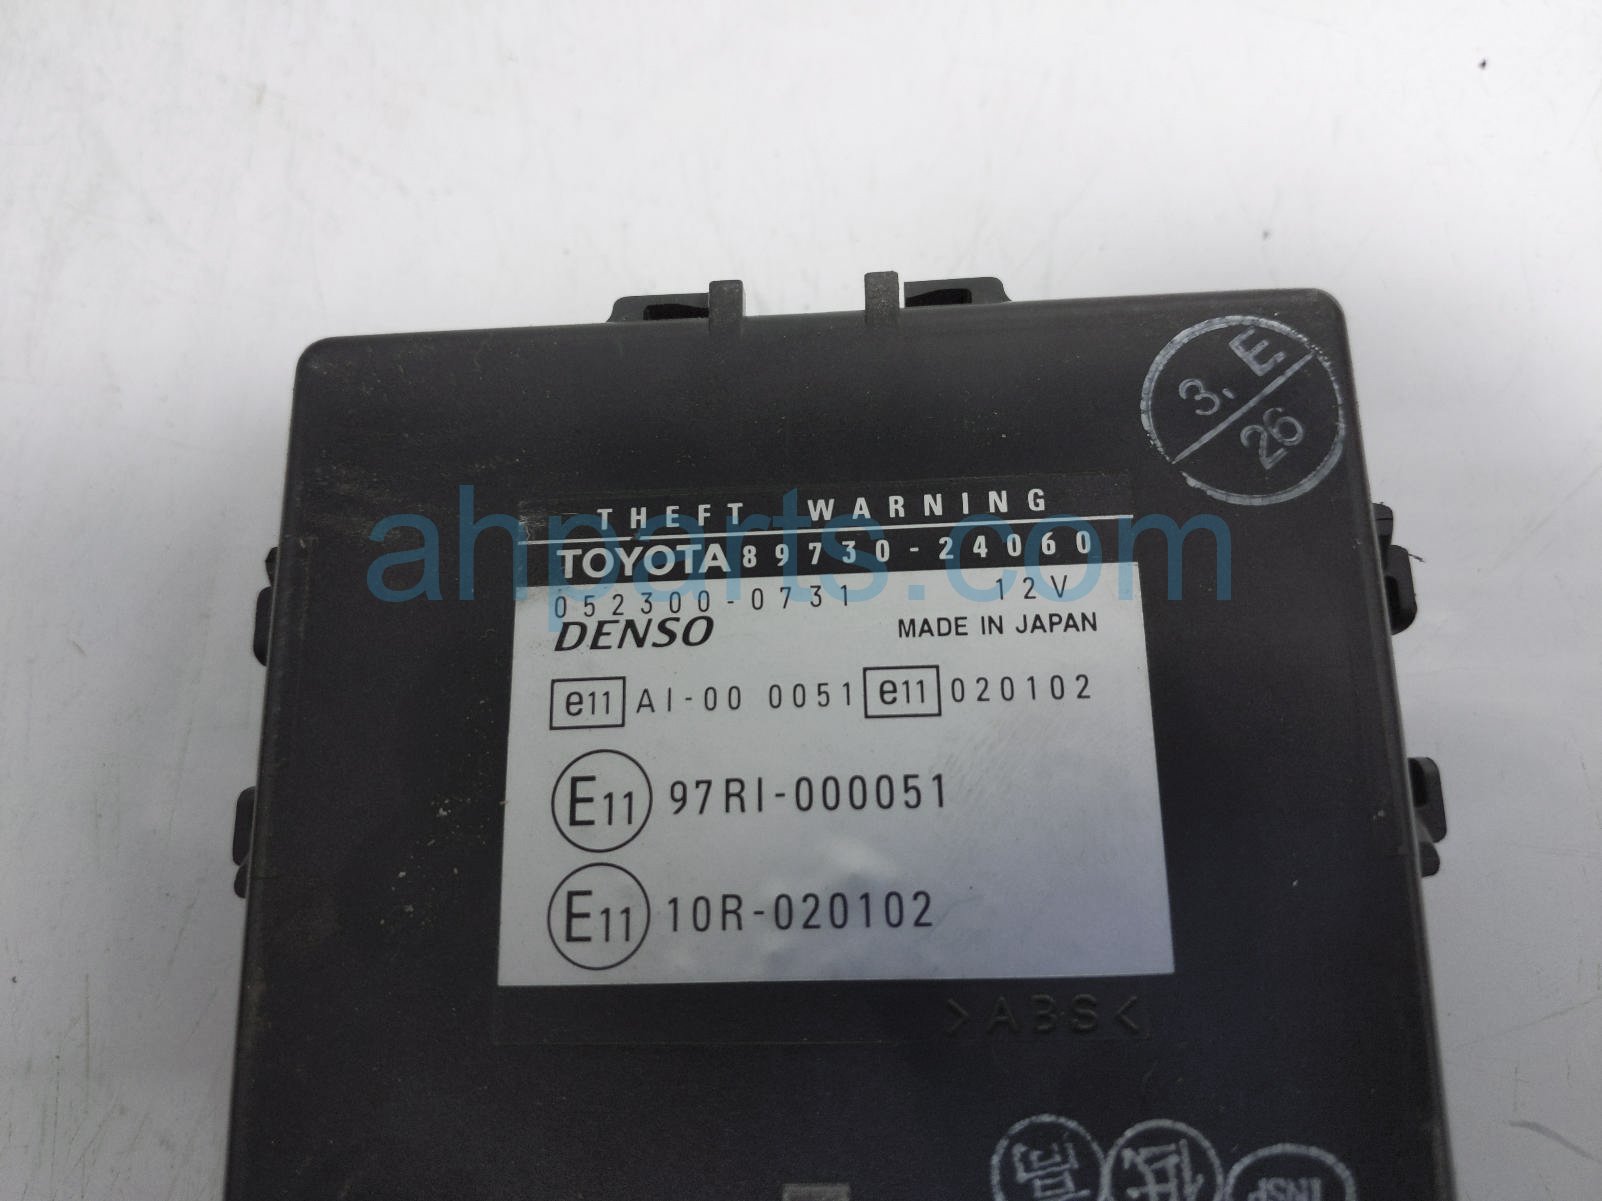 3. E
26
THEFT WARNING
TOYOTA 89730-24060
052300-0731 12V
DENSO MADE IN JAPAN
e11 AI-00 0051 e11 020102
E11 97RI-000051
E11 10R-020102
>ABS<
INSP
ahparts.com